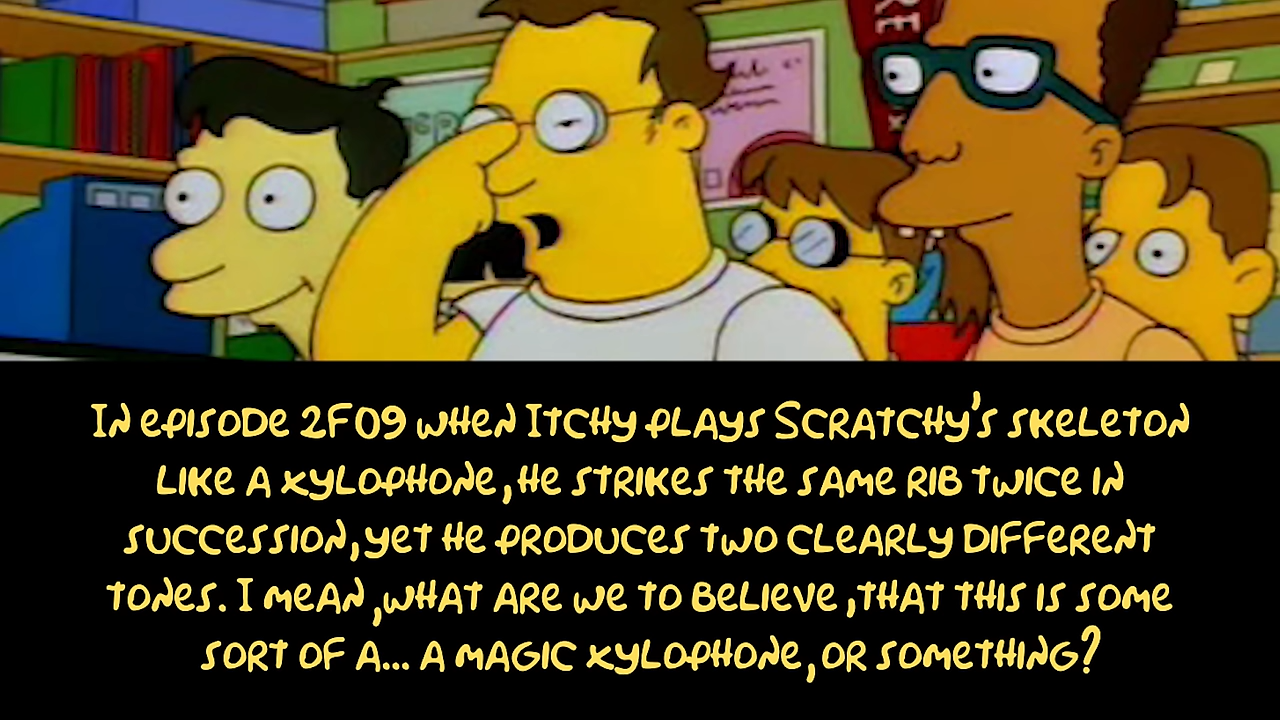 In episode 2F09 when Itchy plays Scratchy's skeleton
like a xylophone, he strikes the same rib twice in
succession, yet he produces two clearly different
tones. I mean, what are we to believe, that this is some
sort of a... a magic xylophone, or something?